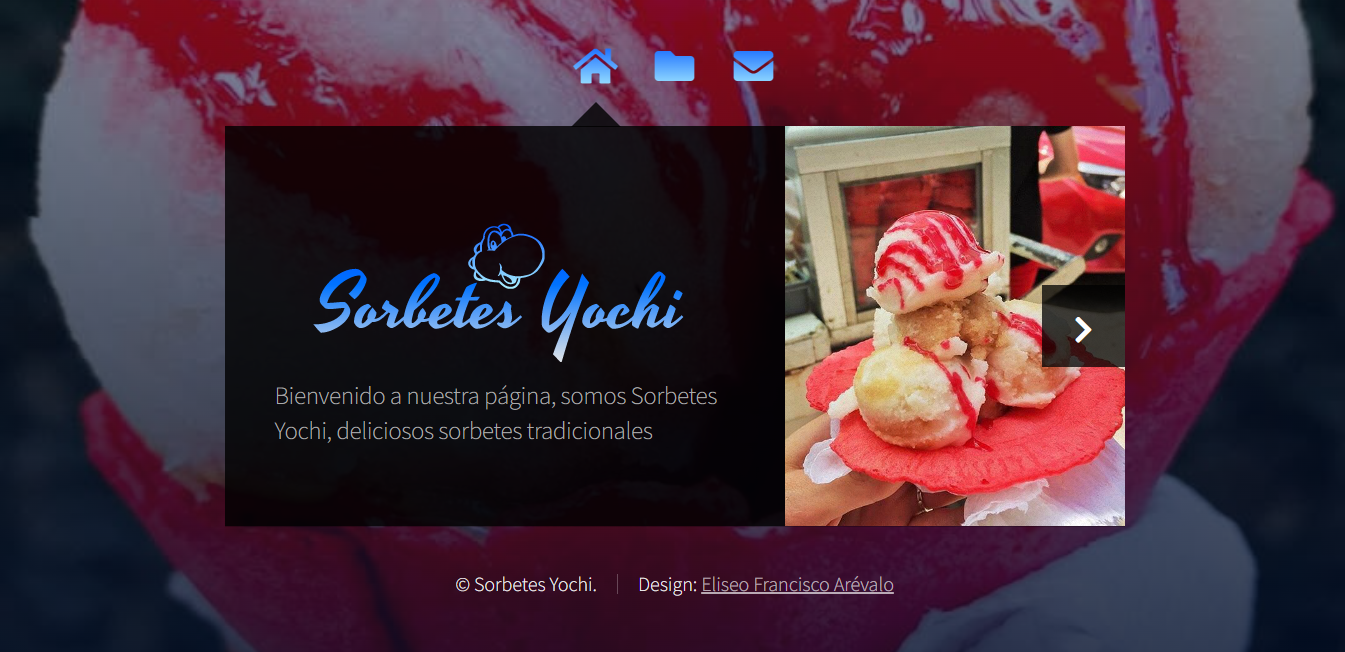 Sorbetes Yochi
Bienvenido a nuestra página, somos Sorbetes
Yochi, deliciosos sorbetes tradicionales
© Sorbetes Yochi. Design: Eliseo Francisco Arévalo